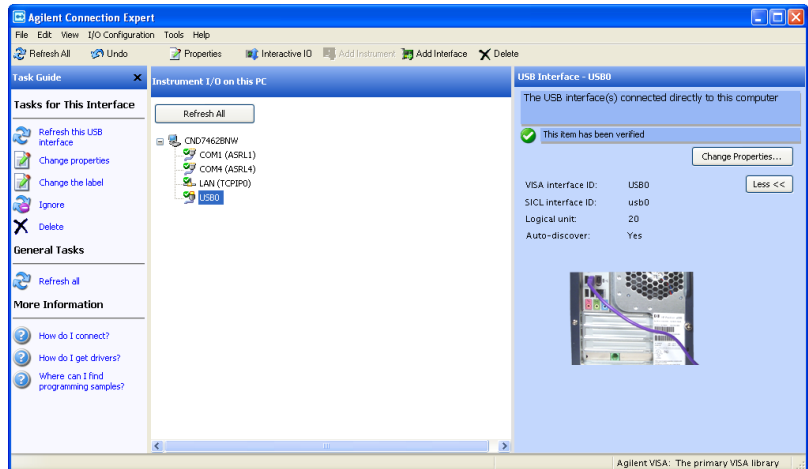 Agilent Connection Expert
File Edit View I/O Configuration Tools Help
Refresh All Undo Properties Interactive IO Add Instrument Add Interface Delete
Task Guide
Tasks for This Interface
Refresh this USB
interface
Change properties
Change the label
Ignore
Delete
General Tasks
Refresh all
More Information
How do I connect?
How do I get drivers?
Where can I find
programming samples?
Instrument I/O on this PC
Refresh All
CND7462BNW
COM1 (ASRL1)
COM4 (ASRL4)
LAN (TCPIP0)
USB0
USB Interface - USB0
The USB interface(s) connected directly to this computer
This item has been verified
Change Properties...
Less <<
VISA interface ID: USB0
SICL interface ID: usb0
Logical unit: 20
Auto-discover: Yes
Agilent VISA: The primary VISA library